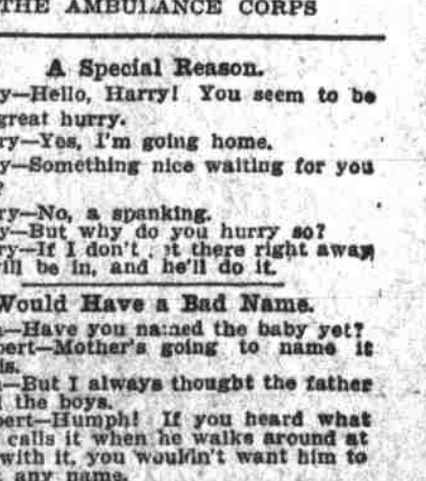 THE AMBULANCE CORPS
A Special Reason.
y—Hello, Harry! You seem to be
great hurry.
ry—Yes, I'm going home.
y—Something nice waiting for you
?
ry—No, a spanking.
y—But why do you hurry so?
ry—If I don't get there right away
ill be in, and he'll do it.
Would Have a Bad Name.
—Have you named the baby yet?
bert—Mother's going to name it
is.
—But I always thought the father
the boys.
bert—Humph! If you heard what
calls it when he walks around at
with it, you wouldn't want him to
any name.